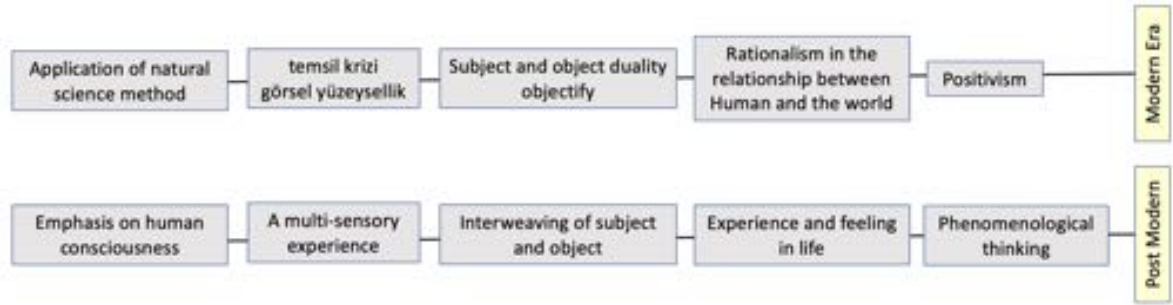 Application of natural
science method
temsil krizi
görsel yüzeysellik
Subject and object duality
objectify
Rationalism in the
relationship between
Human and the world
Positivism
Modern Era
Emphasis on human
consciousness
A multi-sensory
experience
Interweaving of subject
and object
Experience and feeling
in life
Phenomenological
thinking
Post Modern